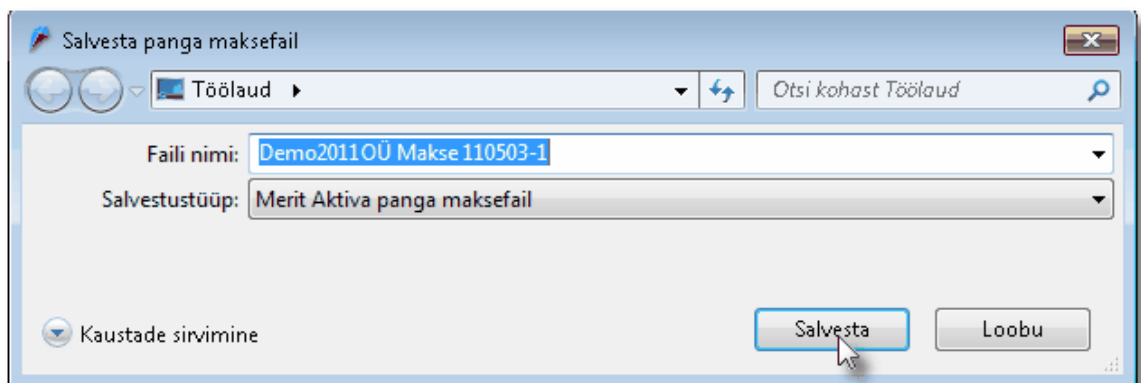 Salvesta panga maksefail
Töölaud
Otsi kohast Töölaud
Faili nimi: Demo2011OÜ Makse 110503-1
Salvestustüüp: Merit Aktiva panga maksefail
Kaustade sirvimine
Salvesta
Loobu